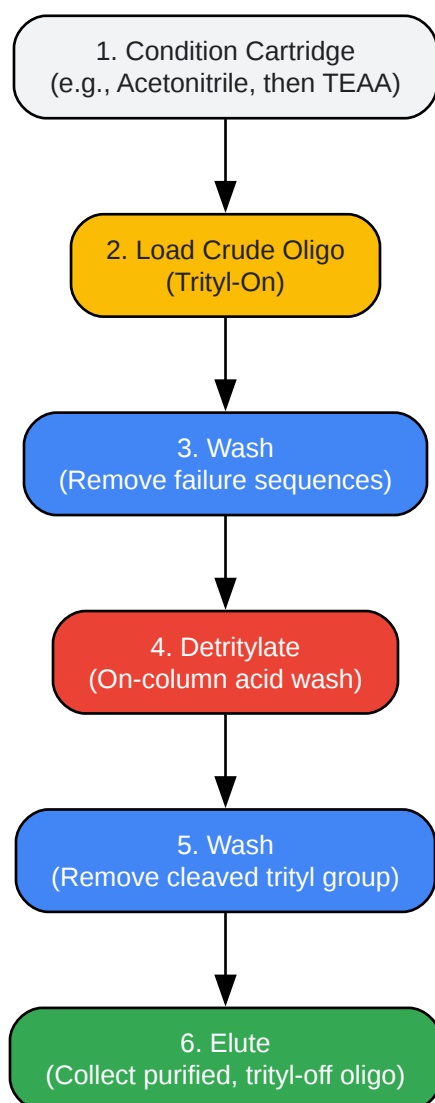 1. Condition Cartridge
(e.g., Acetonitrile, then TEAA)
2. Load Crude Oligo
(Trityl-On)
3. Wash
(Remove failure sequences)
4. Detritylate
(On-column acid wash)
5. Wash
(Remove cleaved trityl group)
6. Elute
(Collect purified, trityl-off oligo)